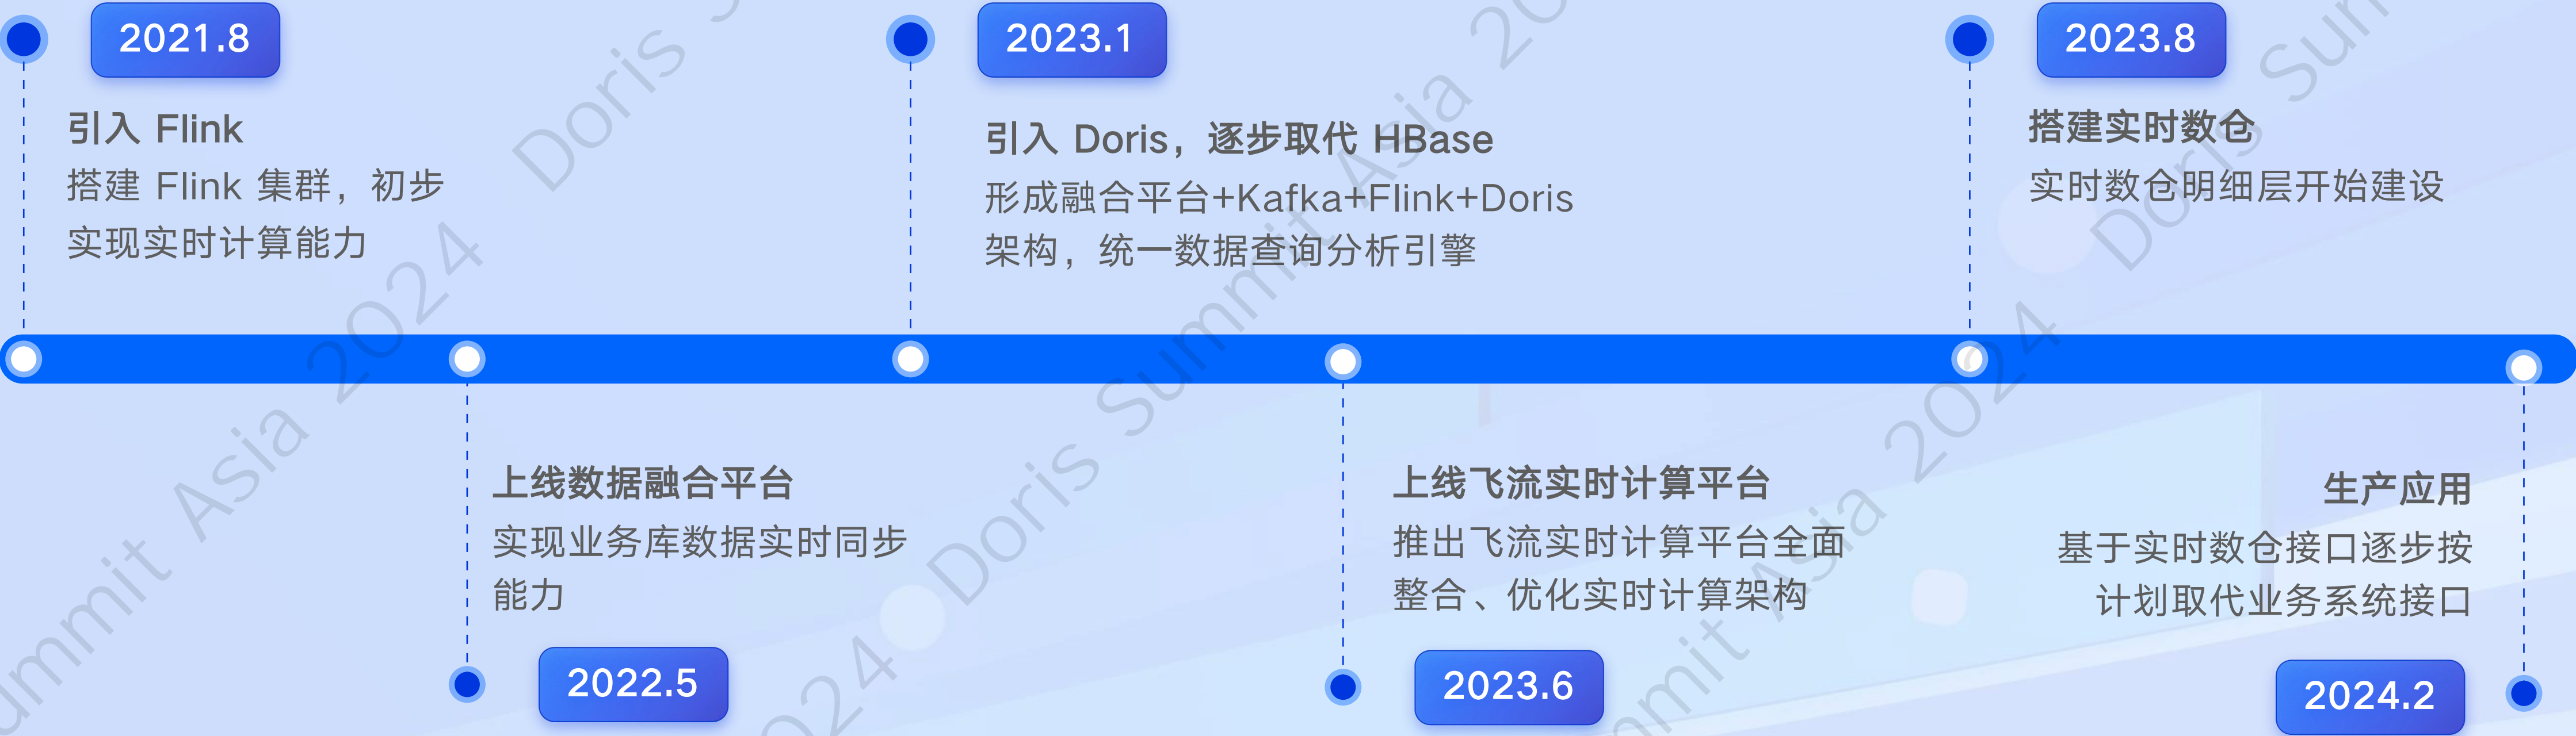 2021.8
引入 Flink
搭建 Flink 集群，初步
实现实时计算能力
2023.1
引入 Doris，逐步取代 HBase
形成融合平台+Kafka+Flink+Doris
架构，统一数据查询分析引擎
2023.8
搭建实时数仓
实时数仓明细层开始建设
上线数据融合平台
实现业务库数据实时同步
能力
2022.5
上线飞流实时计算平台
推出飞流实时计算平台全面
整合、优化实时计算架构
2023.6
生产应用
基于实时数仓接口逐步按
计划取代业务系统接口
2024.2
Doris Summit Asia 2024
Doris Summit Asia 2024